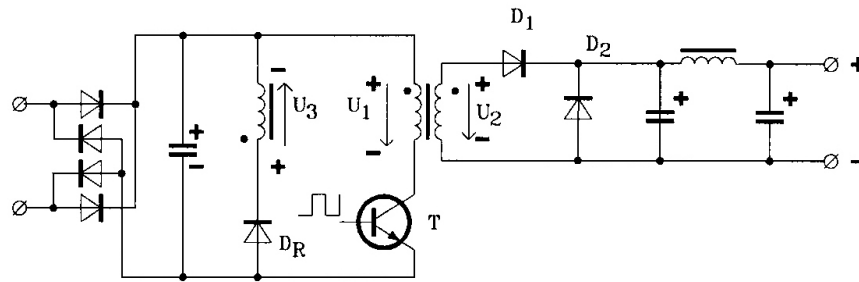 D1
D2
+
-
+
U3
+
-
U1
+
-
+
-
U2
+
+
+
-
DR
T
-